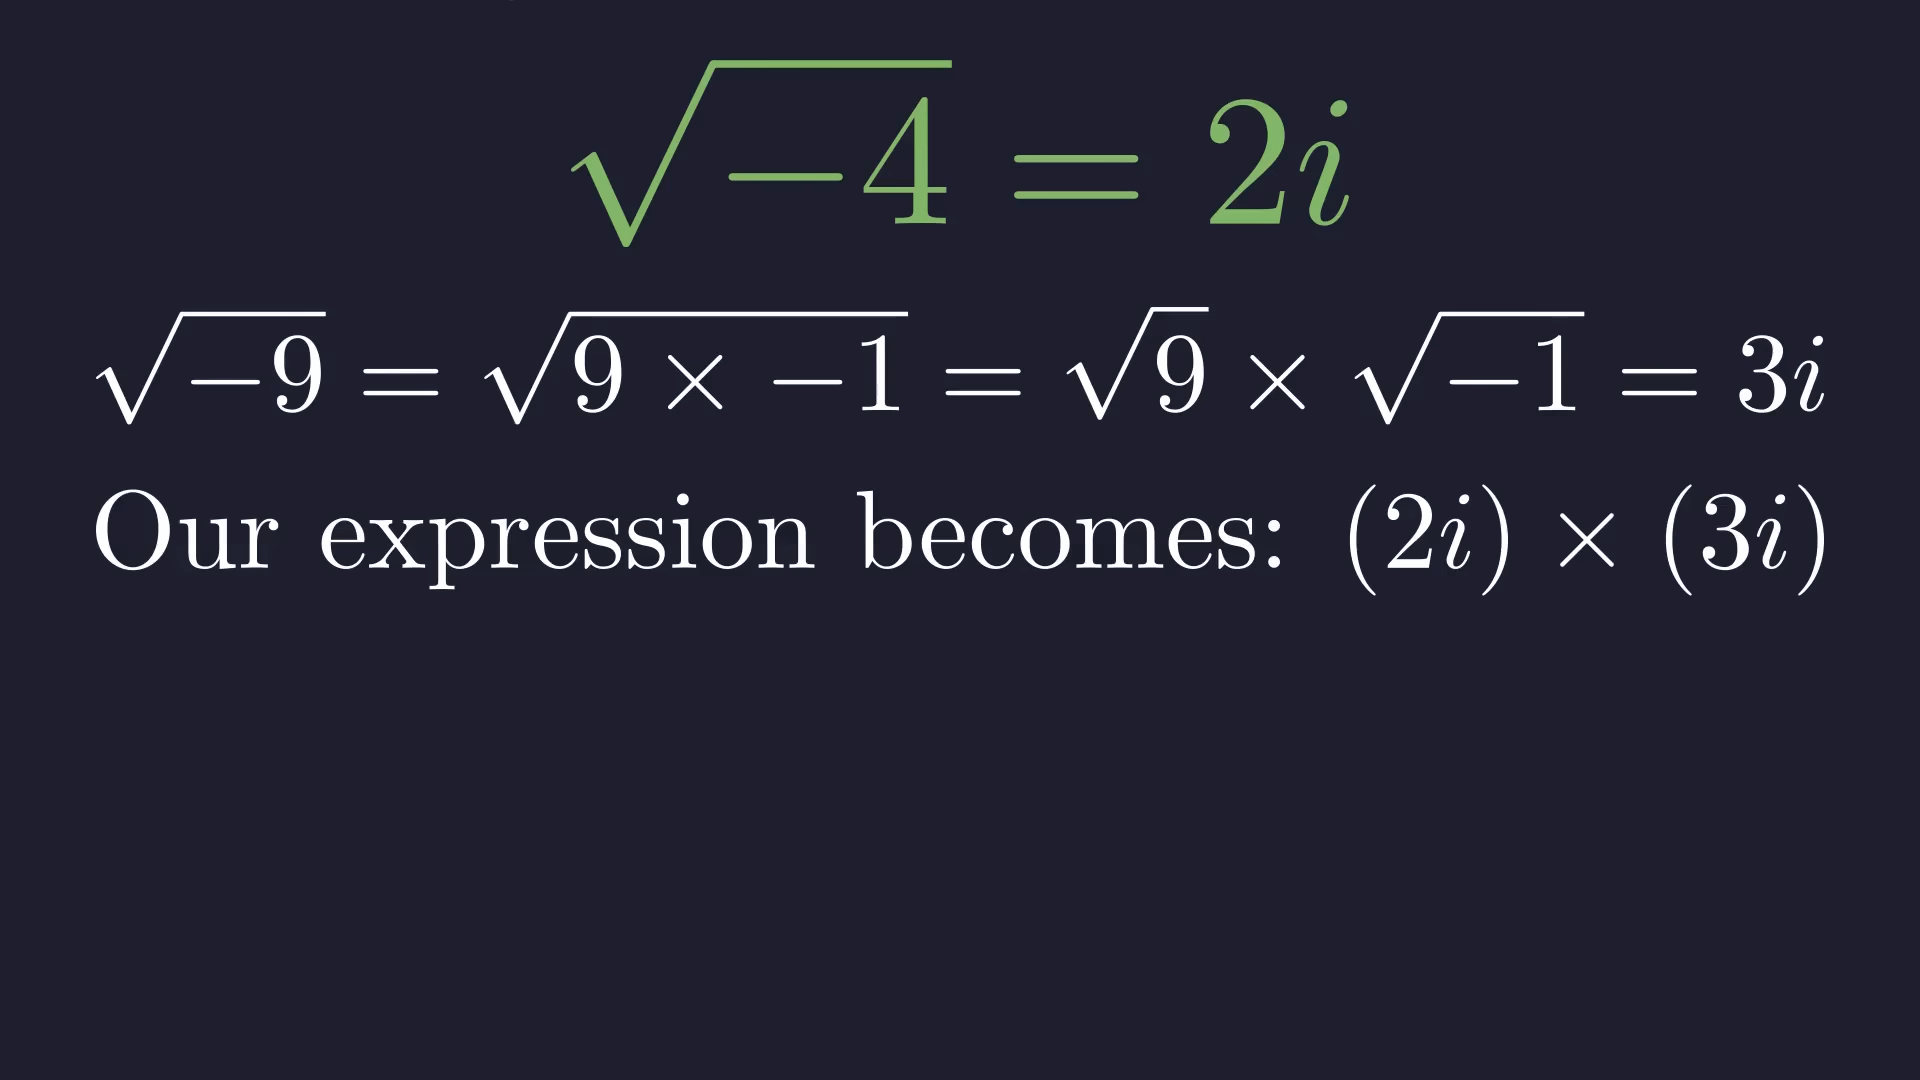 √−4 = 2i
√−9 = √9 × −1 = √9 × √−1 = 3i
Our expression becomes: (2i) × (3i)